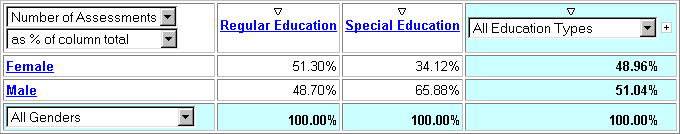 Number of Assessments
as % of column total
Regular Education Special Education All Education Types +
Female 51.30% 34.12% 48.96%
Male 48.70% 65.88% 51.04%
All Genders 100.00% 100.00% 100.00%